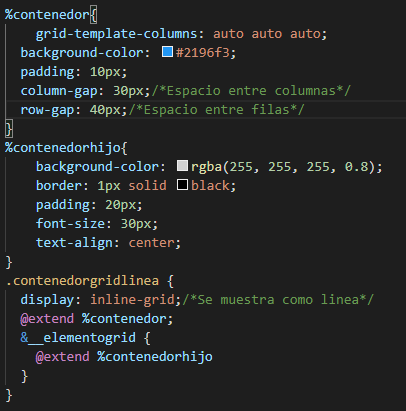 %contenedor{
    grid-template-columns: auto auto auto;
  background-color: #2196f3;
  padding: 10px;
  column-gap: 30px;/*Espacio entre columnas*/
  row-gap: 40px;/*Espacio entre filas*/
}
%contenedorhijo{
    background-color: rgba(255, 255, 255, 0.8);
    border: 1px solid black;
    padding: 20px;
    font-size: 30px;
    text-align: center;
}
.contenedorgridlinea {
  display: inline-grid;/*Se muestra como linea*/
  @extend %contenedor;
  &__elementogrid {
    @extend %contenedorhijo
  }
}